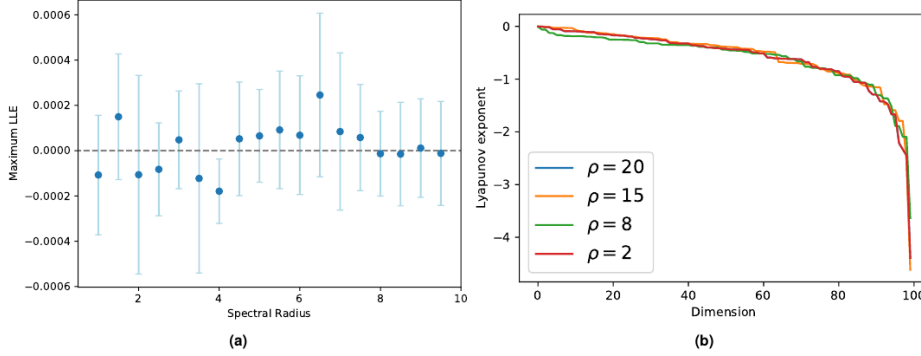 0.0006
0.0004
0.0002
0.0000
−0.0002
−0.0004
−0.0006
Maximum LLE
2 4 6 8 10
Spectral Radius
(a)
0
−1
−2
−3
−4
Lyapunov exponent
ρ = 20
ρ = 15
ρ = 8
ρ = 2
0 20 40 60 80 100
Dimension
(b)